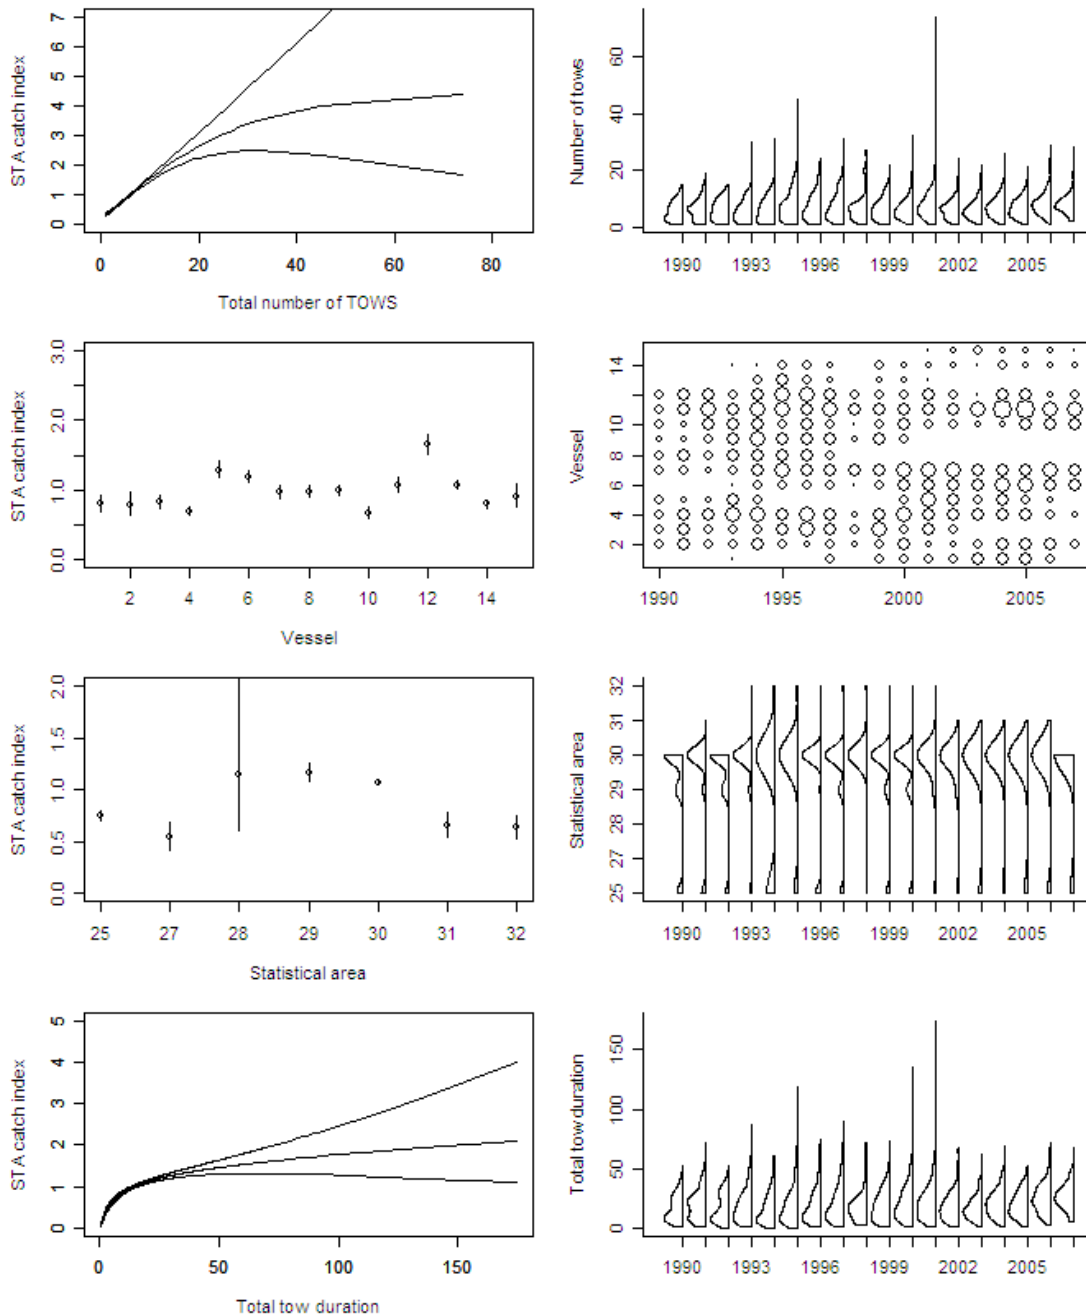 STA catch index
7
6
5
4
3
2
1
0
0 20 40 60 80
Total number of TOWS
Number of tows
60
40
20
0
1990 1993 1996 1999 2002 2005
STA catch index
3.0
2.0
1.0
0.0
2 4 6 8 10 12 14
Vessel
Vessel
14
10
8
6
4
2
1990 1995 2000 2005
STA catch index
2.0
1.5
1.0
0.5
0.0
25 27 28 29 30 31 32
Statistical area
Statistical area
32
31
30
29
28
27
25
1990 1993 1996 1999 2002 2005
STA catch index
5
4
3
2
1
0
0 50 100 150
Total tow duration
Total tow duration
150
100
50
0
1990 1993 1996 1999 2002 2005